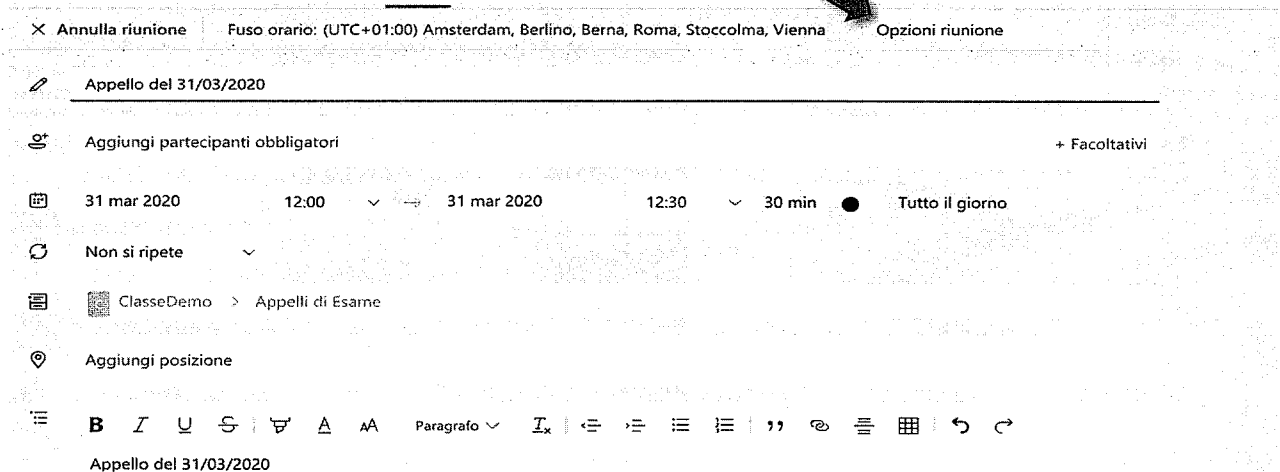 Annulla riunione Fuso orario: (UTC+01:00) Amsterdam, Berlino, Berna, Roma, Stoccolma, Vienna Opzioni riunione
Appello del 31/03/2020
Aggiungi partecipanti obbligatori + Facoltativi
31 mar 2020 12:00 → 31 mar 2020 12:30 30 min Tutto il giorno
Non si ripete
ClasseDemo > Appelli di Esame
Aggiungi posizione
Paragrafo
Appello del 31/03/2020